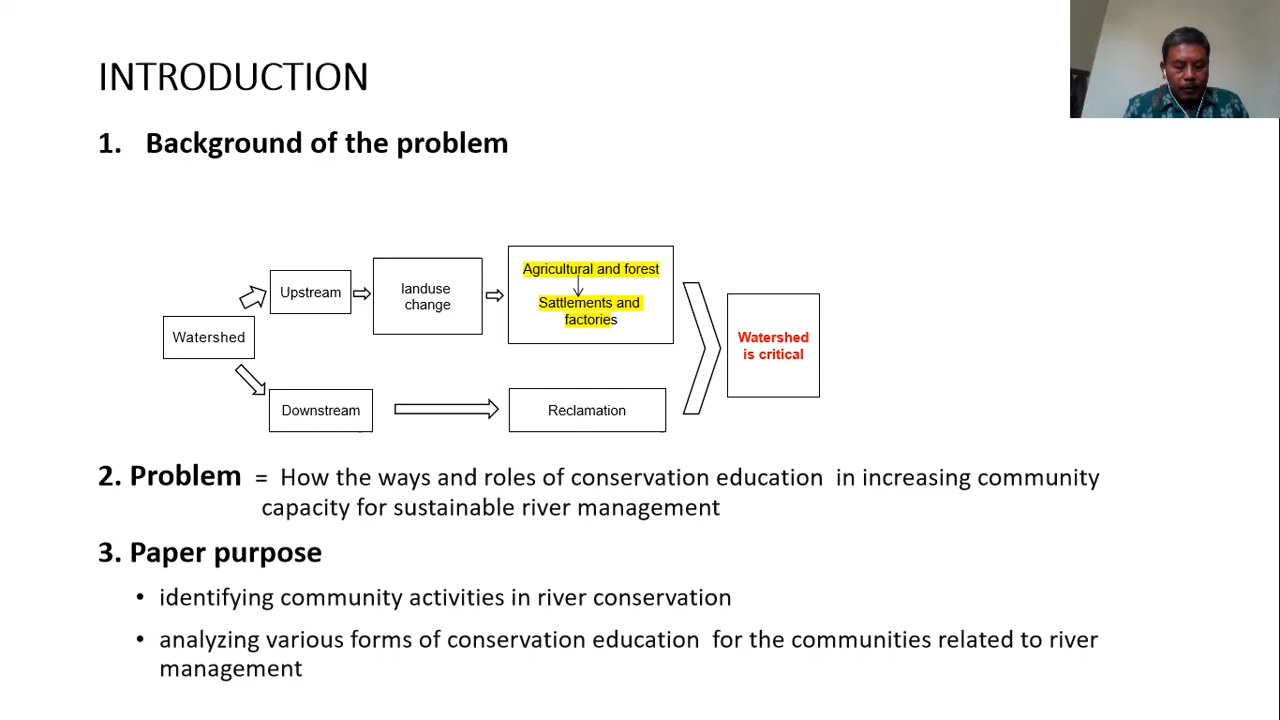 INTRODUCTION
1. Background of the problem
Watershed
Upstream
landuse
change
Agricultural and forest
Sattlements and
factories
Downstream
Reclamation
Watershed
is critical
2. Problem = How the ways and roles of conservation education in increasing community
capacity for sustainable river management
3. Paper purpose
• identifying community activities in river conservation
• analyzing various forms of conservation education for the communities related to river
management